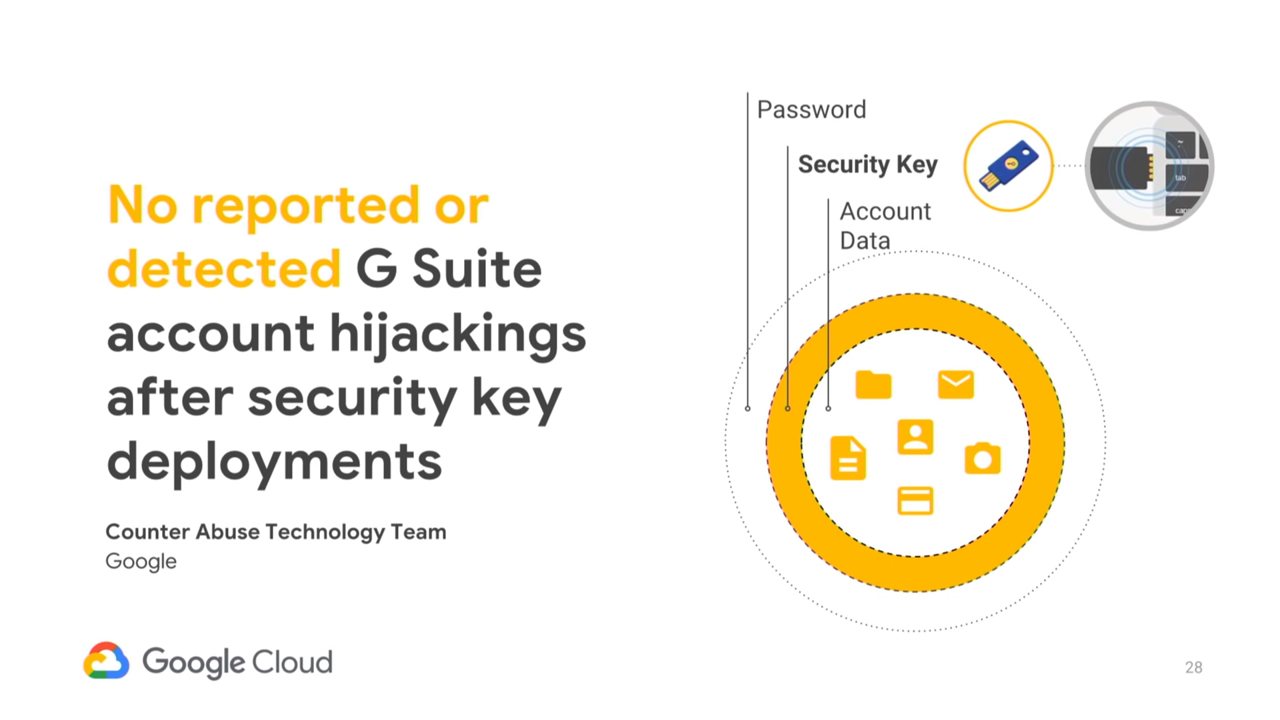 No reported or
detected G Suite
account hijackings
after security key
deployments
Counter Abuse Technology Team
Google
Password
Security Key
Account
Data
tab
Google Cloud
28